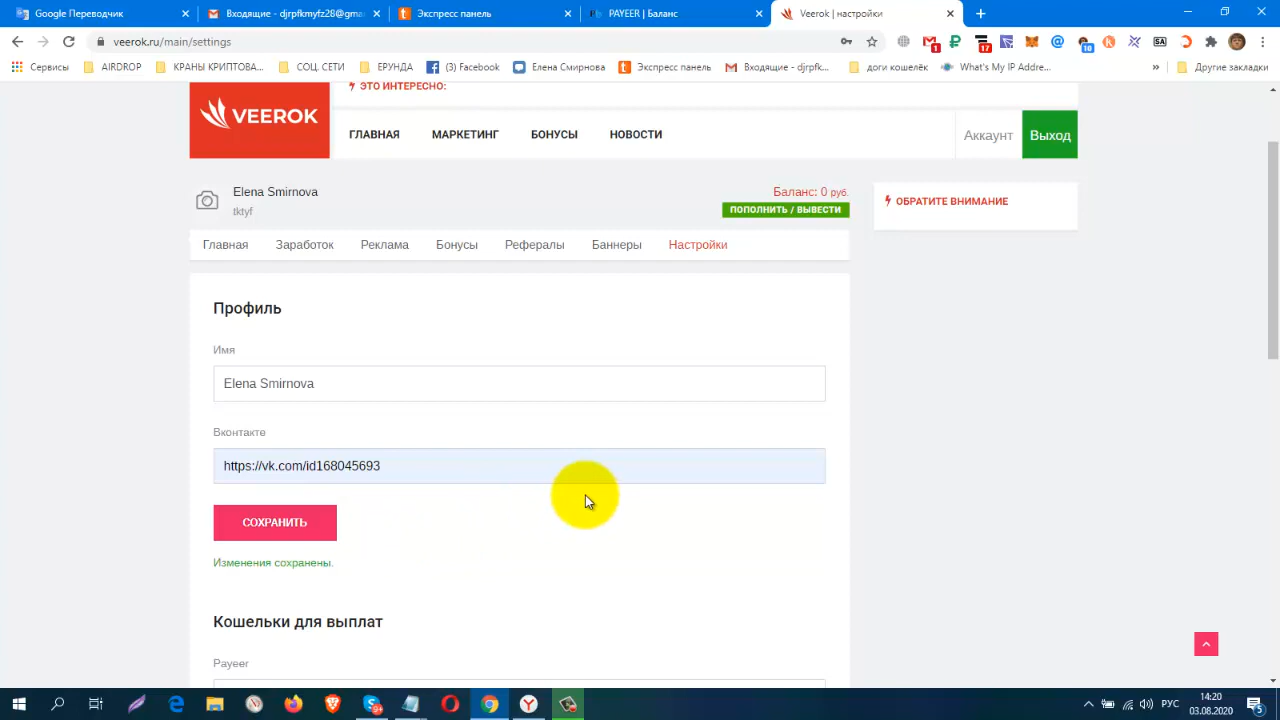 Google Переводчик
Входящие - djrpfkmyfz28@gma
Экспресс панель
PAYEER | Баланс
Veerok | настройки
veerok.ru/main/settings
1
17
SA
Сервисы
AIRDROP
КРАНЫ КРИПТОВА...
СОЦ. СЕТИ
ЕРУНДА
(3) Facebook
Елена Смирнова
Экспресс панель
Входящие - djrpfk...
доги кошелёк
What's My IP Addre...
»
Другие закладки
ЭТО ИНТЕРЕСНО:
VEEROK
ГЛАВНАЯ
МАРКЕТИНГ
БОНУСЫ
НОВОСТИ
Аккаунт
Выход
Elena Smirnova
tktyf
Баланс: 0 руб.
ПОПОЛНИТЬ / ВЫВЕСТИ
ОБРАТИТЕ ВНИМАНИЕ
Главная
Заработок
Реклама
Бонусы
Рефералы
Баннеры
Настройки
Профиль
Имя
Elena Smirnova
Вконтакте
https://vk.com/id168045693
СОХРАНИТЬ
Изменения сохранены.
Кошельки для выплат
Payeer
РУС
14:20
03.08.2020